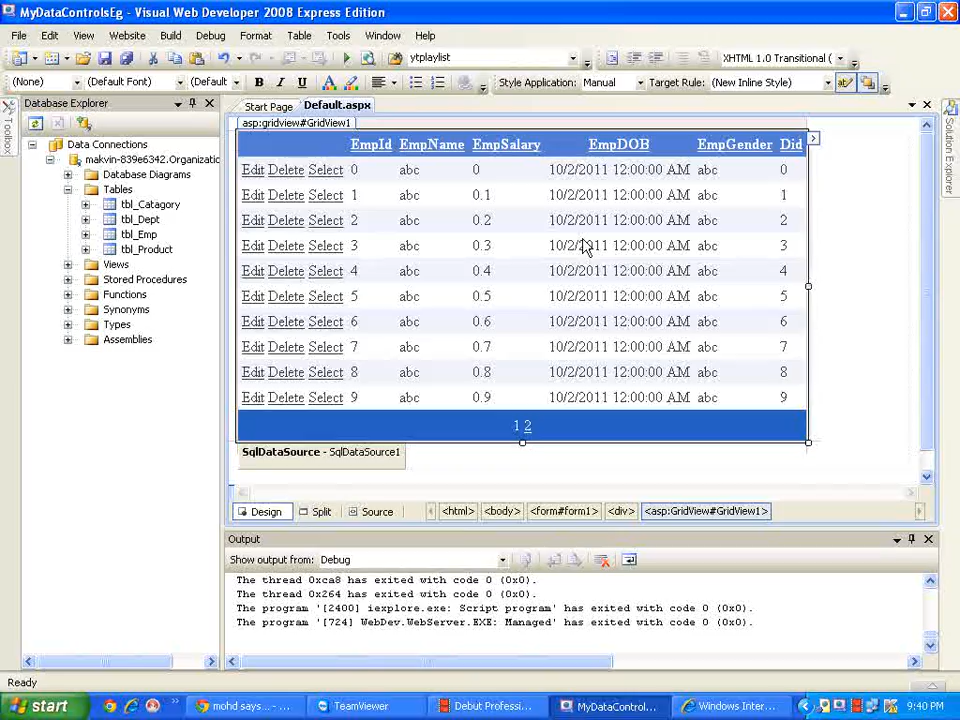 MyDataControlsEg - Visual Web Developer 2008 Express Edition
File Edit View Website Build Debug Format Table Tools Window Help
ytplaylist XHTML 1.0 Transitional (
(None) (Default Font) (Default B I U A Style Application: Manual Target Rule: (New Inline Style)
Database Explorer
Start Page Default.aspx
Toolbox
Solution Explorer
Data Connections
makvin-839e6342.Organizatic
Database Diagrams
Tables
tbl_Catagory
tbl_Dept
tbl_Emp
tbl_Product
Views
Stored Procedures
Functions
Synonyms
Types
Assemblies
asp:gridview#GridView1
EmpId EmpName EmpSalary EmpDOB EmpGender Did
Edit Delete Select 0 abc 0 10/2/2011 12:00:00 AM abc 0
Edit Delete Select 1 abc 0.1 10/2/2011 12:00:00 AM abc 1
Edit Delete Select 2 abc 0.2 10/2/2011 12:00:00 AM abc 2
Edit Delete Select 3 abc 0.3 10/2/2011 12:00:00 AM abc 3
Edit Delete Select 4 abc 0.4 10/2/2011 12:00:00 AM abc 4
Edit Delete Select 5 abc 0.5 10/2/2011 12:00:00 AM abc 5
Edit Delete Select 6 abc 0.6 10/2/2011 12:00:00 AM abc 6
Edit Delete Select 7 abc 0.7 10/2/2011 12:00:00 AM abc 7
Edit Delete Select 8 abc 0.8 10/2/2011 12:00:00 AM abc 8
Edit Delete Select 9 abc 0.9 10/2/2011 12:00:00 AM abc 9
1 2
SqlDataSource - SqlDataSource1
Design Split Source <html> <body> <form#form1> <div> <asp:GridView#GridView1>
Output
Show output from: Debug
The thread 0xca8 has exited with code 0 (0x0).
The thread 0x264 has exited with code 0 (0x0).
The program '[2400] iexplore.exe: Script program' has exited with code 0 (0x0).
The program '[724] WebDev.WebServer.EXE: Managed' has exited with code 0 (0x0).
Ready
start mohd says... - ... TeamViewer Debut Professi... MyDataControl... Windows Inter... 9:40 PM